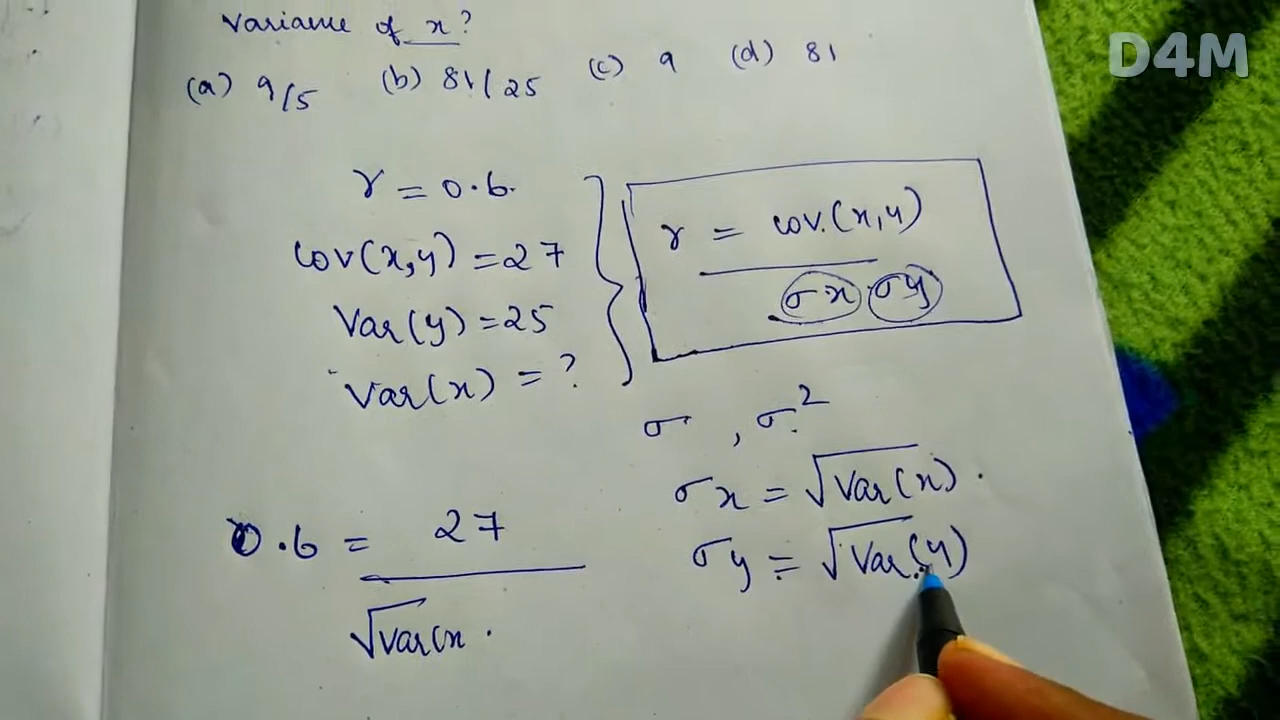 D4M
Variance of x?
(a) 9/5 (b) 81/25 (c) 9 (d) 81
r = 0.6.
cov(x,y) = 27
Var(y) = 25
Var(x) = ?
r = cov.(x,y)
σx σy
σ , σ²
σx = √Var(x).
σy = √Var(y)
0.6 = 27
√Var(x.